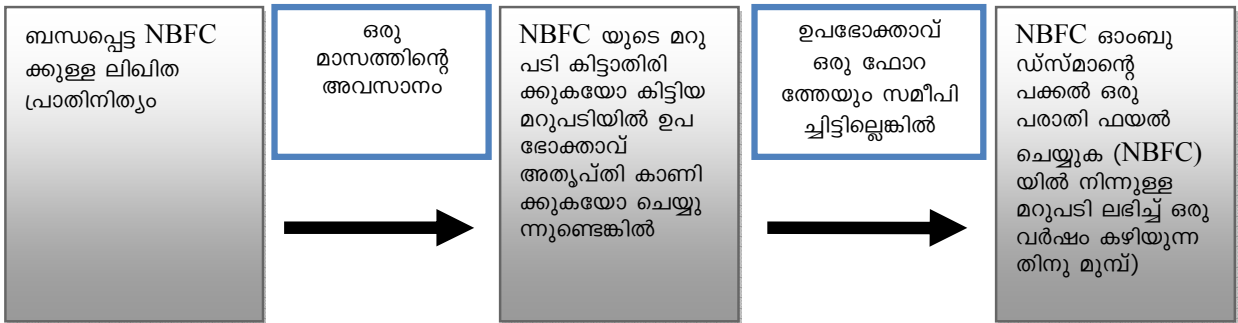 ബന്ധപ്പെട്ട NBFC
ക്കുള്ള ലിഖിത
പ്രാതിനിത്യം
ഒരു
മാസത്തിന്റെ
അവസാനം
NBFC യുടെ മറു
പടി കിട്ടാതിരി
ക്കുകയോ കിട്ടിയ
മറുപടിയിൽ ഉപ
ഭോക്താവ്
അതൃപ്തി കാണി
ക്കുകയോ ചെയ്യു
ന്നുണ്ടെങ്കിൽ
ഉപഭോക്താവ്
ഒരു ഫോറ
ത്തേയും സമീപി
ച്ചിട്ടില്ലെങ്കിൽ
NBFC ഓംബു
ഡ്സ്മാന്റെ
പക്കൽ ഒരു
പരാതി ഫയൽ
ചെയ്യുക (NBFC)
യിൽ നിന്നുള്ള
മറുപടി ലഭിച്ച് ഒരു
വർഷം കഴിയുന്ന
തിനു മുമ്പ്)